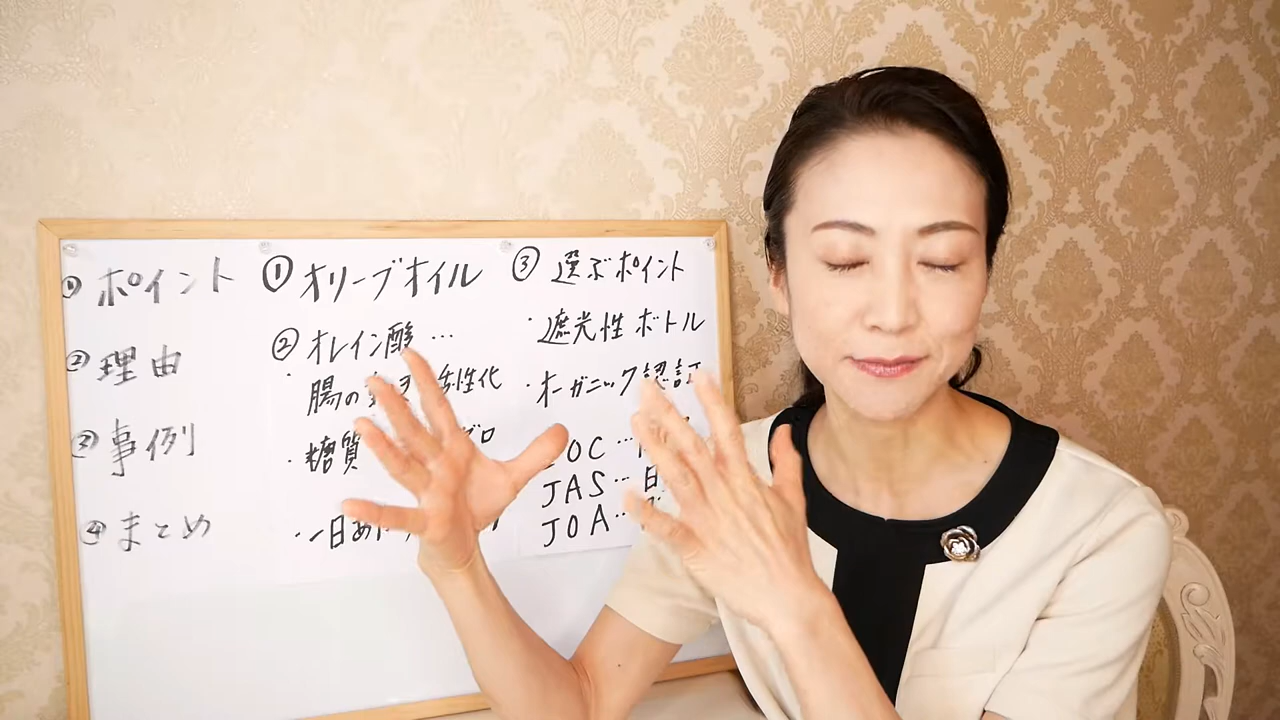 ① ポイント
② 理由
③ 事例
④ まとめ
① オリーブオイル
② オレイン酸…
・腸の 活性化
・糖質
・一日あた
③ 選ぶポイント
・遮光性 ボトル
・オーガニック認証
OC…
JAS…日
JOA…